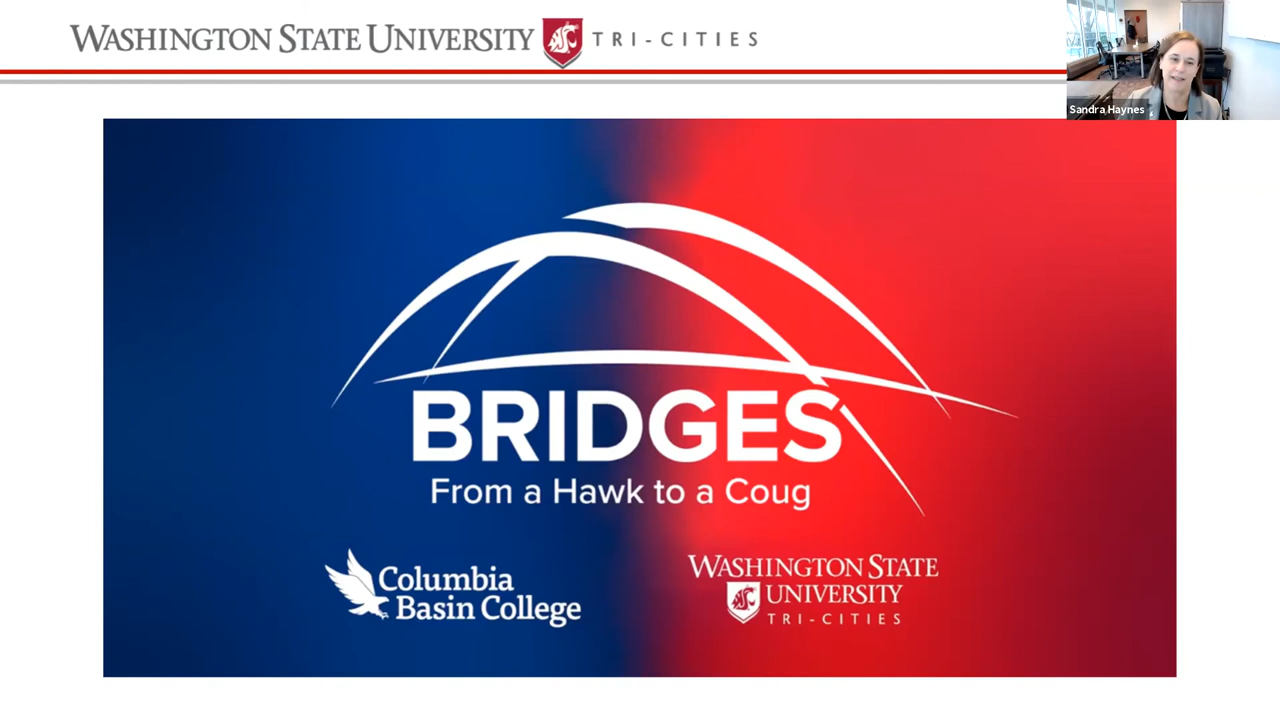 WASHINGTON STATE UNIVERSITY TRI-CITIES
Sandra Haynes
BRIDGES
From a Hawk to a Coug
Columbia
Basin College
WASHINGTON STATE
UNIVERSITY
TRI-CITIES